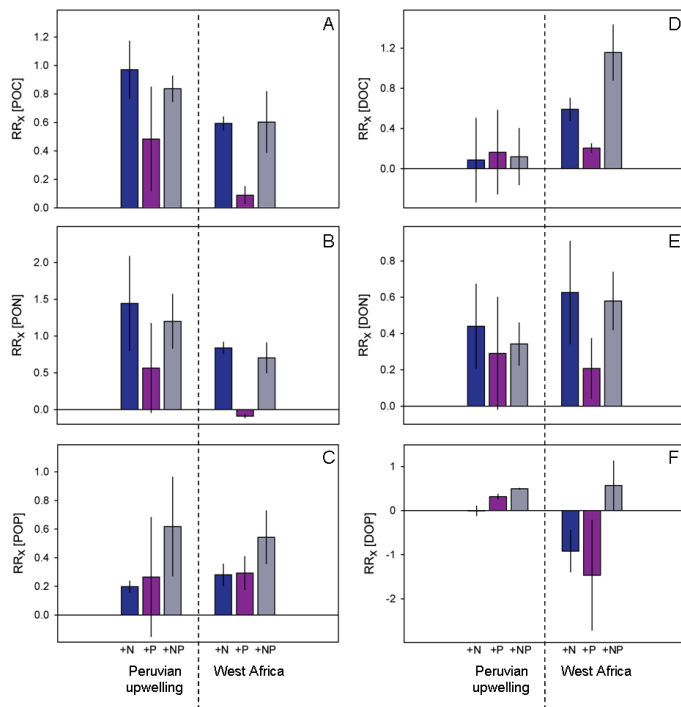 A
RRX [POC]
1.2
1.0
0.8
0.6
0.4
0.2
0.0
B
RRX [PON]
2.0
1.5
1.0
0.5
0.0
C
RRX [POP]
1.0
0.8
0.6
0.4
0.2
0.0
+N +P +NP +N +P +NP
Peruvian West Africa
upwelling
D
RRX [DOC]
1.2
0.8
0.4
0.0
E
RRX [DON]
0.8
0.6
0.4
0.2
0.0
F
RRX [DOP]
1
0
-1
-2
+N +P +NP +N +P +NP
Peruvian West Africa
upwelling